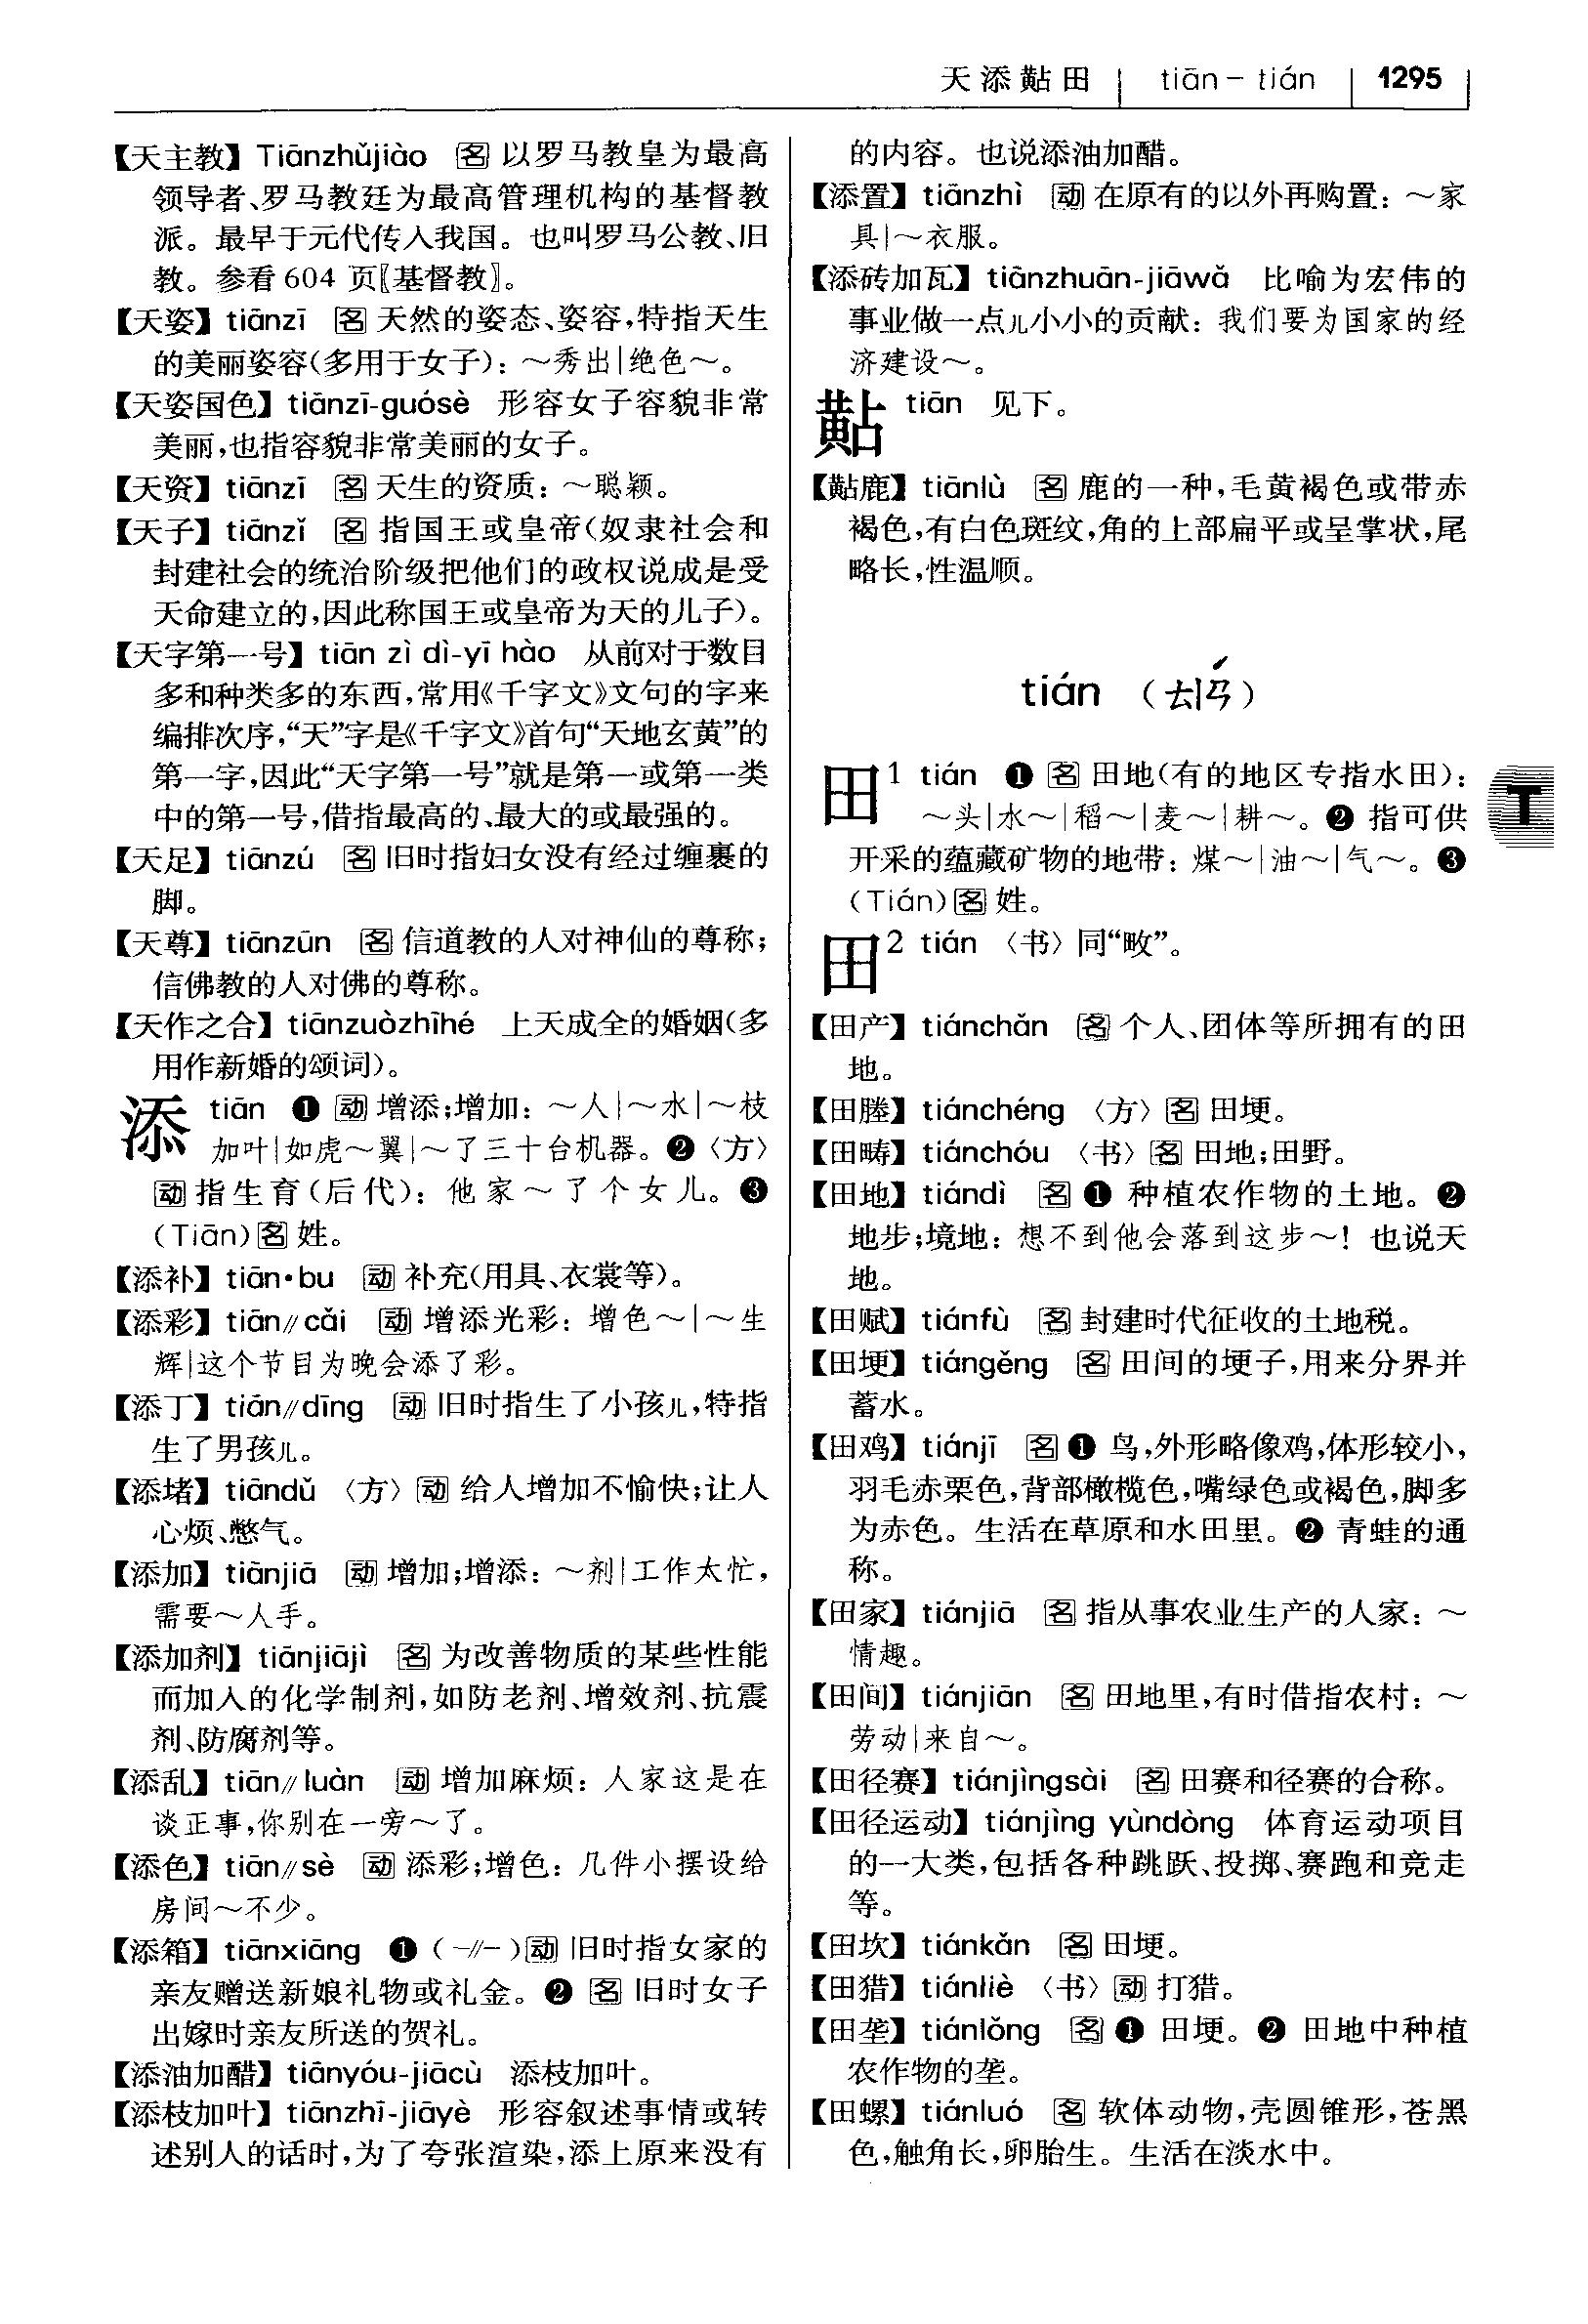 天添黇田 tiān-tián 1295
【天主教】Tiānzhǔjiào 名 以罗马教皇为最高
领导者、罗马教廷为最高管理机构的基督教
派。最早于元代传入我国。也叫罗马公教、旧
教。参看604页〖基督教〗。
【天姿】tiānzī 名 天然的姿态、姿容,特指天生
的美丽姿容(多用于女子):~秀出|绝色~。
【天姿国色】tiānzī-guósè 形容女子容貌非常
美丽,也指容貌非常美丽的女子。
【天资】tiānzī 名 天生的资质:~聪颖。
【天子】tiānzǐ 名 指国王或皇帝(奴隶社会和
封建社会的统治阶级把他们的政权说成是受
天命建立的,因此称国王或皇帝为天的儿子)。
【天字第一号】tiān zì dì-yī hào 从前对于数目
多和种类多的东西,常用《千字文》文句的字来
编排次序,“天”字是《千字文》首句“天地玄黄”的
第一字,因此“天字第一号”就是第一或第一类
中的第一号,借指最高的、最大的或最强的。
【天足】tiānzú 名 旧时指妇女没有经过缠裹的
脚。
【天尊】tiānzūn 名 信道教的人对神仙的尊称;
信佛教的人对佛的尊称。
【天作之合】tiānzuòzhīhé 上天成全的婚姻(多
用作新婚的颂词)。
添 tiān ❶ 动 增添;增加:~人|~水|~枝
加叶|如虎~翼|~了三十台机器。❷〈方〉
动 指生育(后代):他家~了个女儿。❸
(Tiān) 名 姓。
【添补】tiān·bu 动 补充(用具、衣裳等)。
【添彩】tiān∥cǎi 动 增添光彩:增色~|~生
辉|这个节目为晚会添了彩。
【添丁】tiān∥dīng 动 旧时指生了小孩儿,特指
生了男孩儿。
【添堵】tiāndǔ〈方〉动 给人增加不愉快;让人
心烦、憋气。
【添加】tiānjiā 动 增加;增添:~剂|工作太忙,
需要~人手。
【添加剂】tiānjiājì 名 为改善物质的某些性能
而加入的化学制剂,如防老剂、增效剂、抗震
剂、防腐剂等。
【添乱】tiān∥luàn 动 增加麻烦:人家这是在
谈正事,你别在一旁~了。
【添色】tiān∥sè 动 添彩;增色:几件小摆设给
房间~不少。
【添箱】tiānxiāng ❶(-∥-) 动 旧时指女家的
亲友赠送新娘礼物或礼金。❷ 名 旧时女子
出嫁时亲友所送的贺礼。
【添油加醋】tiānyóu-jiācù 添枝加叶。
【添枝加叶】tiānzhī-jiāyè 形容叙述事情或转
述别人的话时,为了夸张渲染,添上原来没有
的内容。也说添油加醋。
【添置】tiānzhì 动 在原有的以外再购置:~家
具|~衣服。
【添砖加瓦】tiānzhuān-jiāwǎ 比喻为宏伟的
事业做一点儿小小的贡献:我们要为国家的经
济建设~。
黇 tiān 见下。
【黇鹿】tiānlù 名 鹿的一种,毛黄褐色或带赤
褐色,有白色斑纹,角的上部扁平或呈掌状,尾
略长,性温顺。
tián (ㄊㄧㄢˊ)
田1 tián ❶ 名 田地(有的地区专指水田):
~头|水~|稻~|麦~|耕~。❷ 指可供
开采的蕴藏矿物的地带:煤~|油~|气~。❸
(Tián) 名 姓。
T
田2 tián〈书〉同“畋”。
【田产】tiánchǎn 名 个人、团体等所拥有的田
地。
【田塍】tiánchéng〈方〉名 田埂。
【田畴】tiánchóu〈书〉名 田地;田野。
【田地】tiándì 名 ❶ 种植农作物的土地。❷
地步;境地:想不到他会落到这步~!也说天
地。
【田赋】tiánfù 名 封建时代征收的土地税。
【田埂】tiángěng 名 田间的埂子,用来分界并
蓄水。
【田鸡】tiánjī 名 ❶ 鸟,外形略像鸡,体形较小,
羽毛赤栗色,背部橄榄色,嘴绿色或褐色,脚多
为赤色。生活在草原和水田里。❷ 青蛙的通
称。
【田家】tiánjiā 名 指从事农业生产的人家:~
情趣。
【田间】tiánjiān 名 田地里,有时借指农村:~
劳动|来自~。
【田径赛】tiánjìngsài 名 田赛和径赛的合称。
【田径运动】tiánjìng yùndòng 体育运动项目
的一大类,包括各种跳跃、投掷、赛跑和竞走
等。
【田坎】tiánkǎn 名 田埂。
【田猎】tiánliè〈书〉动 打猎。
【田垄】tiánlǒng 名 ❶ 田埂。❷ 田地中种植
农作物的垄。
【田螺】tiánluó 名 软体动物,壳圆锥形,苍黑
色,触角长,卵胎生。生活在淡水中。